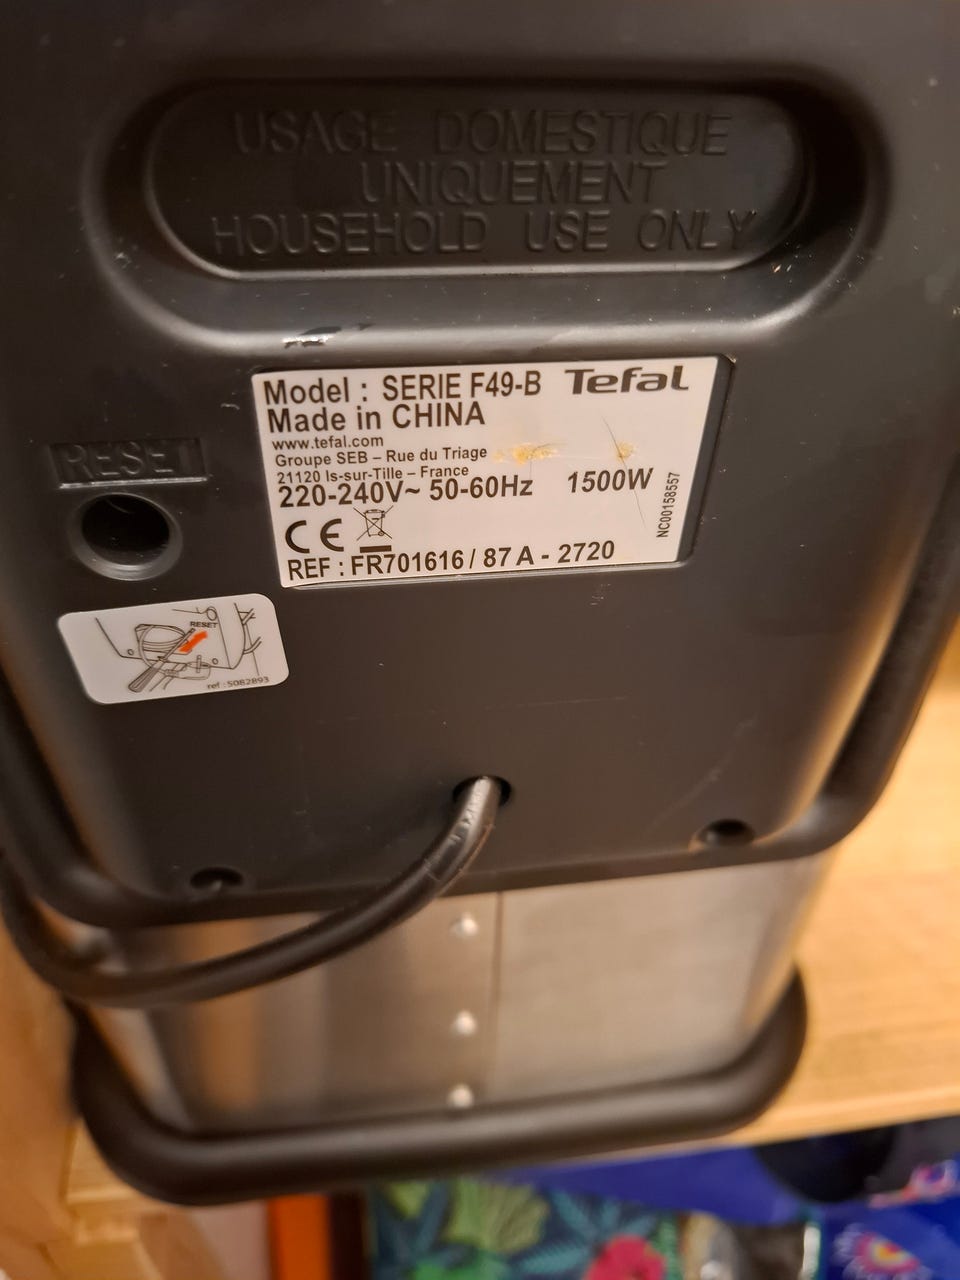 USAGE DOMESTIQUE
UNIQUEMENT
HOUSEHOLD USE ONLY
Model : SERIE F49-B Tefal
Made in CHINA
www.tefal.com
Groupe SEB – Rue du Triage
21120 Is-sur-Tille – France
220-240V~ 50-60Hz 1500W
NC00158557
CE
REF : FR701616 / 87 A - 2720
RESET
RESET
ref : 5082893